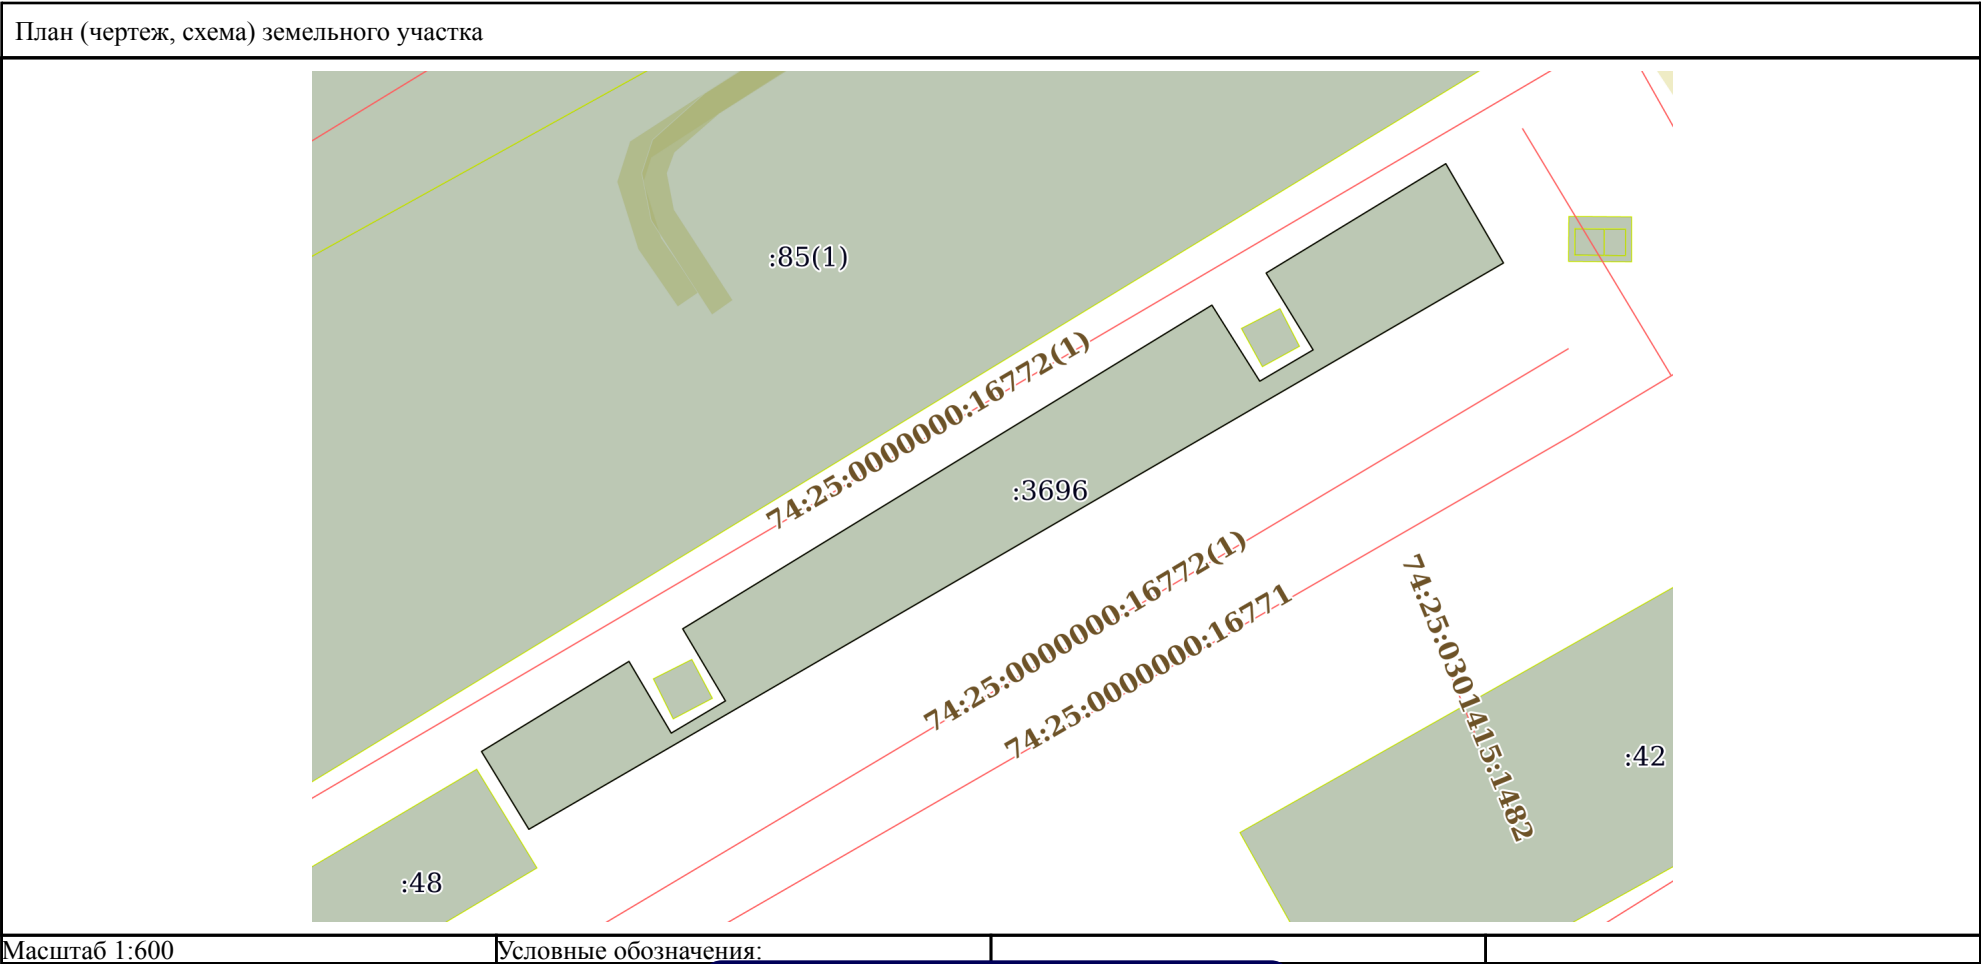 План (чертеж, схема) земельного участка
:85(1)
74:25:0000000:16772(1)
:3696
74:25:0000000:16772(1)
74:25:0000000:16771
74:25:0301415:1482
:42
:48
Масштаб 1:600
Условные обозначения: